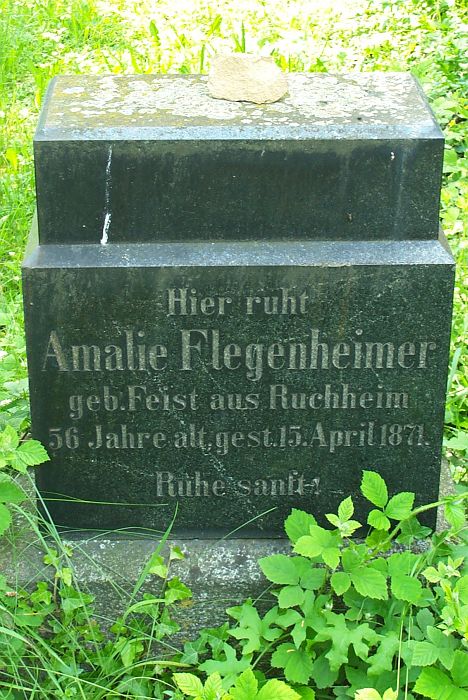 Hier ruht
Amalie Flegenheimer
geb. Feist aus Ruchheim
56 Jahre alt, gest. 15. April 1871.
Ruhe sanft!